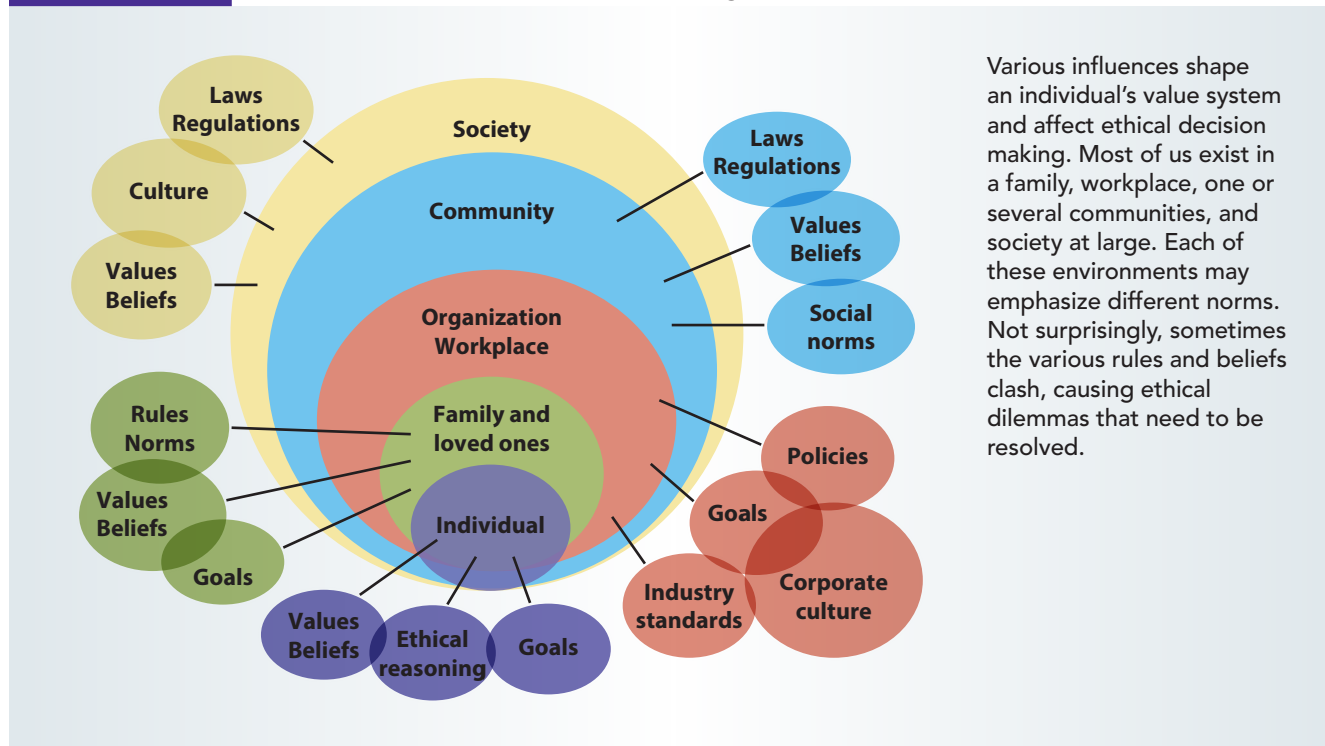 Laws
Regulations
Culture
Values
Beliefs
Society
Community
Organization
Workplace
Family and
loved ones
Individual
Laws
Regulations
Values
Beliefs
Social
norms
Rules
Norms
Values
Beliefs
Goals
Values
Beliefs
Ethical
reasoning
Goals
Policies
Goals
Industry
standards
Corporate
culture
Various influences shape
an individual’s value system
and affect ethical decision
making. Most of us exist in
a family, workplace, one or
several communities, and
society at large. Each of
these environments may
emphasize different norms.
Not surprisingly, sometimes
the various rules and beliefs
clash, causing ethical
dilemmas that need to be
resolved.